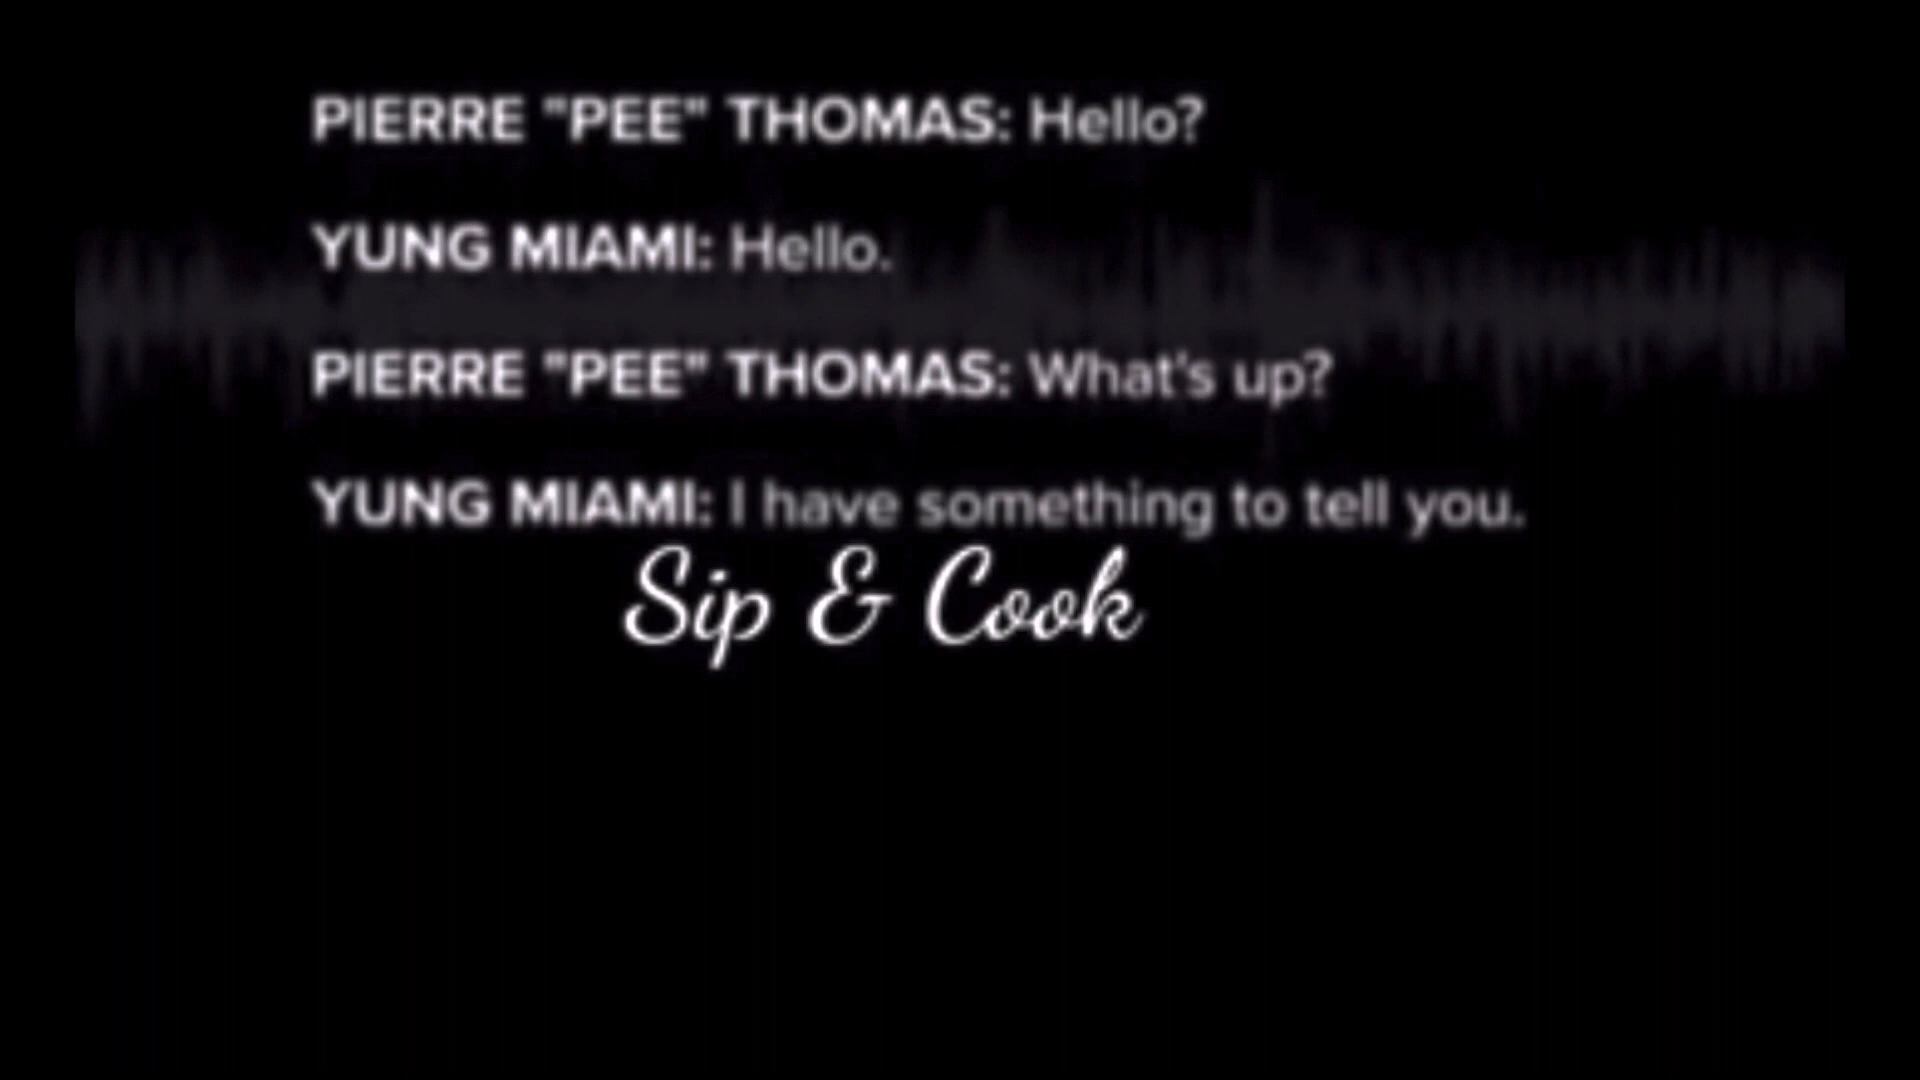 PIERRE "PEE" THOMAS: Hello?
YUNG MIAMI: Hello.
PIERRE "PEE" THOMAS: What's up?
YUNG MIAMI: I have something to tell you.
Sip & Cook